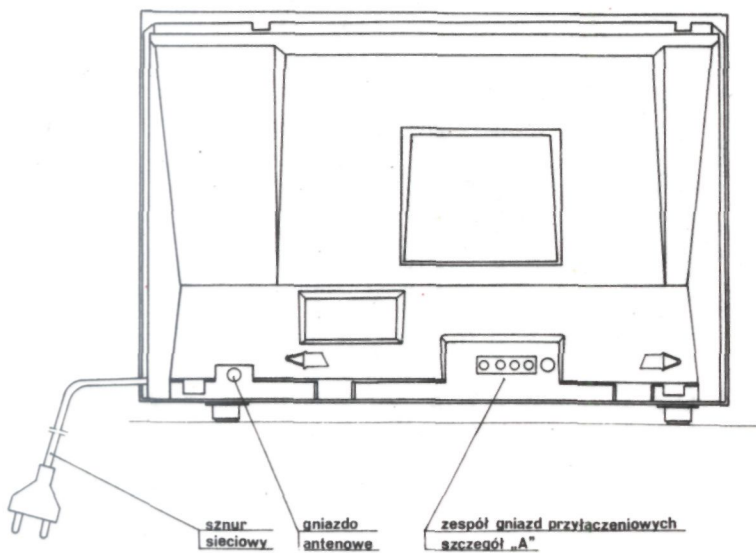 sznur
sieciowy
gniazdo
antenowe
zespół gniazd przyłączeniowych
szczegół „A”